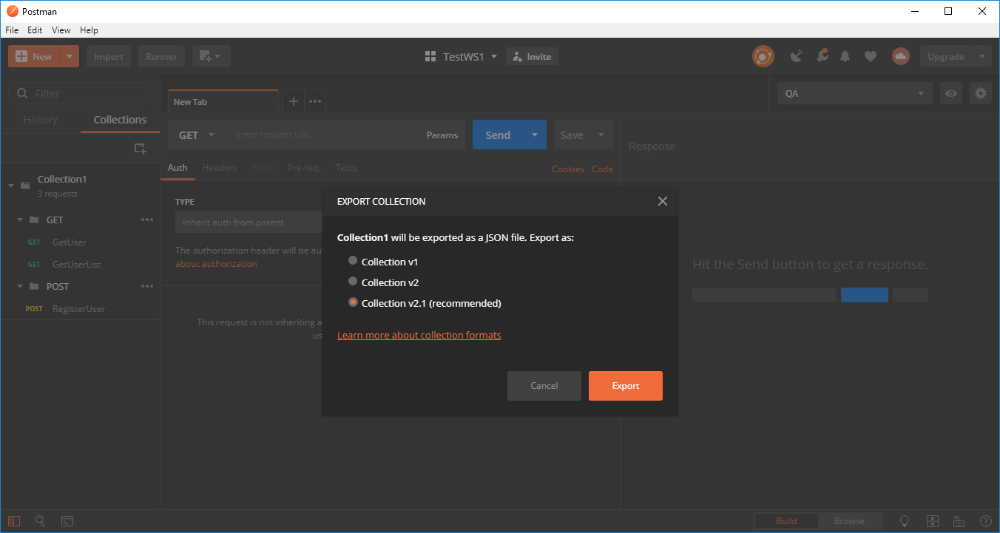 Postman
File Edit View Help
New Import Runner TestWS1 Invite Upgrade
Filter
History Collections
Collection1
3 requests
GET
GET GetUser
GET GetUserList
POST
POST RegisterUser
New Tab
QA
GET Enter request URL Params Send Save
Auth Headers Body Pre-req. Tests Cookies Code
TYPE
Inherit auth from parent
The authorization header will be au
about authorization
This request is not inheriting a
us
Response
Hit the Send button to get a response.
EXPORT COLLECTION
Collection1 will be exported as a JSON file. Export as:
Collection v1
Collection v2
Collection v2.1 (recommended)
Learn more about collection formats
Cancel Export
Build Browse